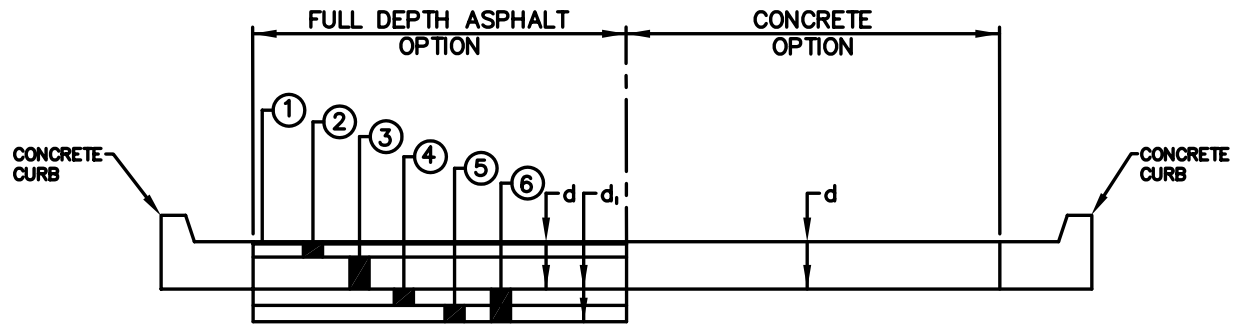 FULL DEPTH ASPHALT
OPTION
CONCRETE
OPTION
1
2
3
4
5
6
CONCRETE
CURB
d
d₁
d
CONCRETE
CURB